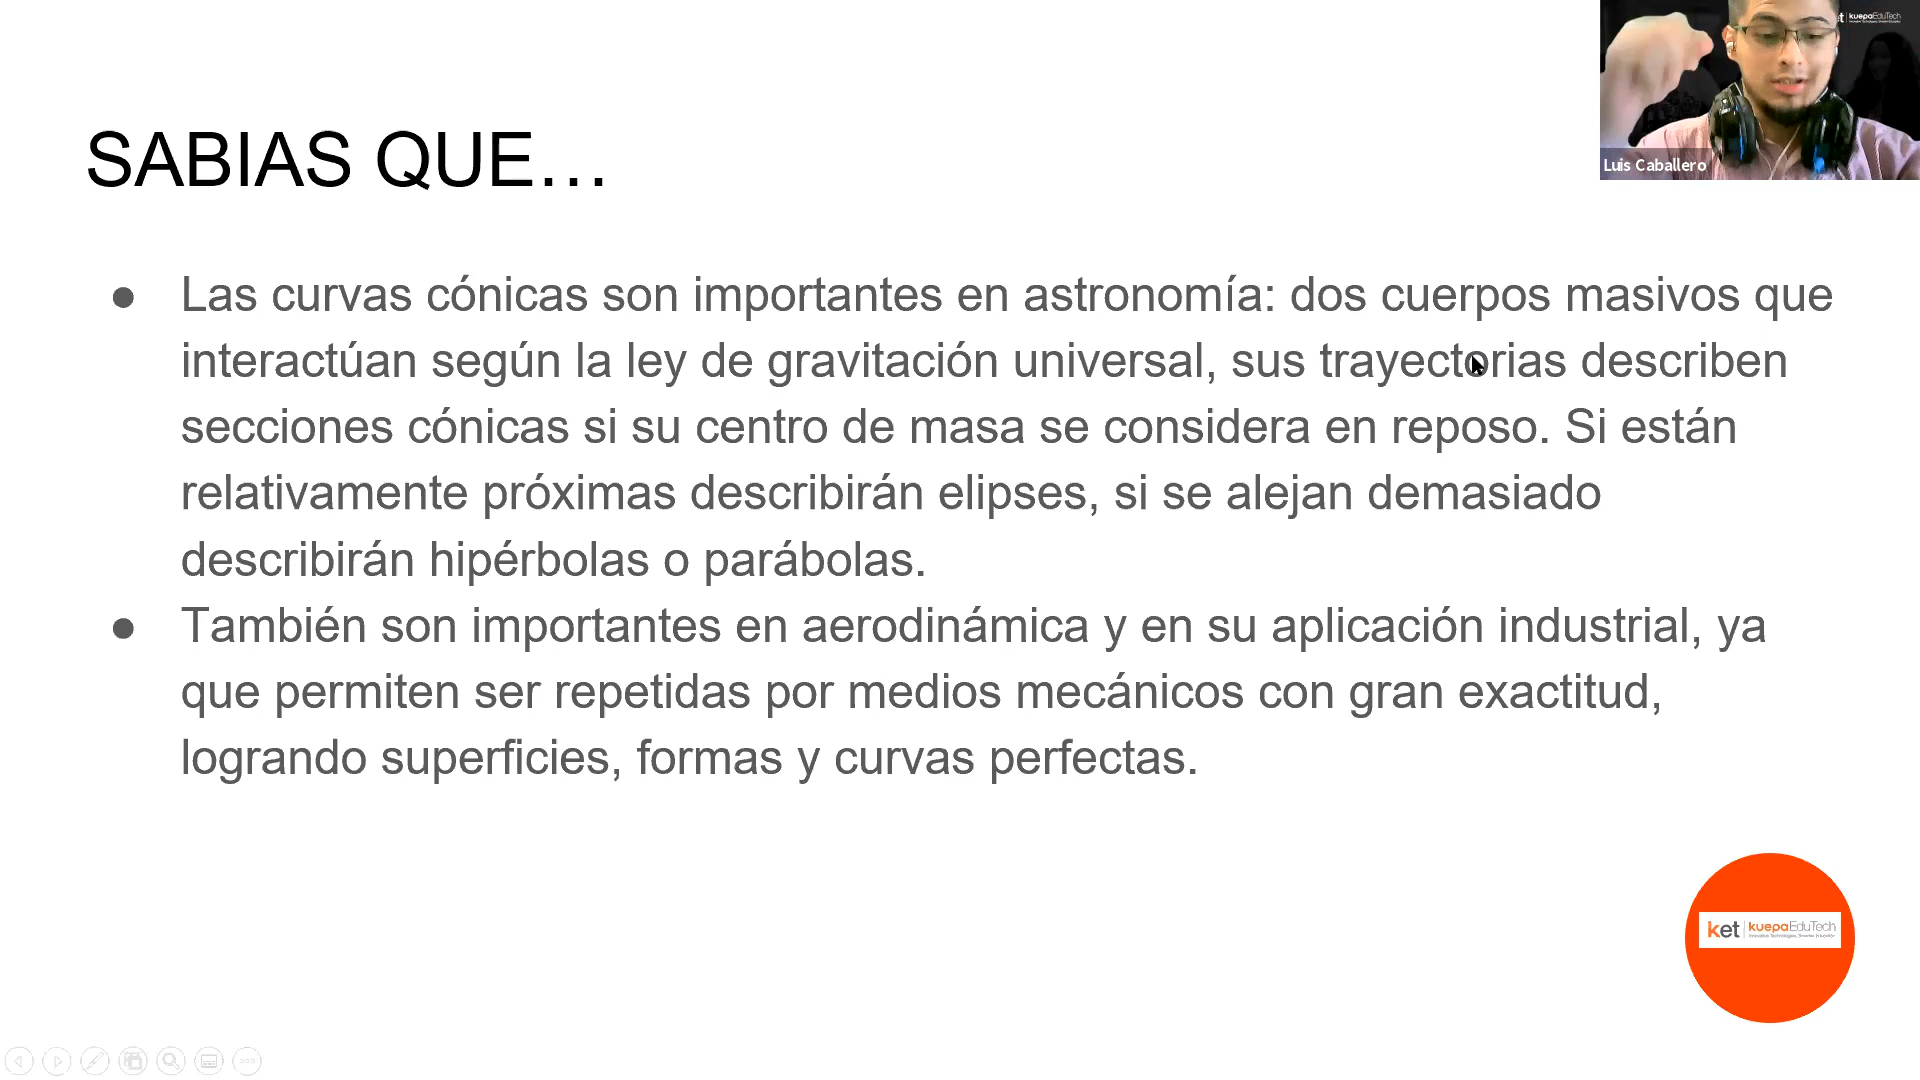 kuepaEduTech
Luis Caballero
SABIAS QUE…
● Las curvas cónicas son importantes en astronomía: dos cuerpos masivos que
interactúan según la ley de gravitación universal, sus trayectorias describen
secciones cónicas si su centro de masa se considera en reposo. Si están
relativamente próximas describirán elipses, si se alejan demasiado
describirán hipérbolas o parábolas.
● También son importantes en aerodinámica y en su aplicación industrial, ya
que permiten ser repetidas por medios mecánicos con gran exactitud,
logrando superficies, formas y curvas perfectas.
ket | kuepaEduTech